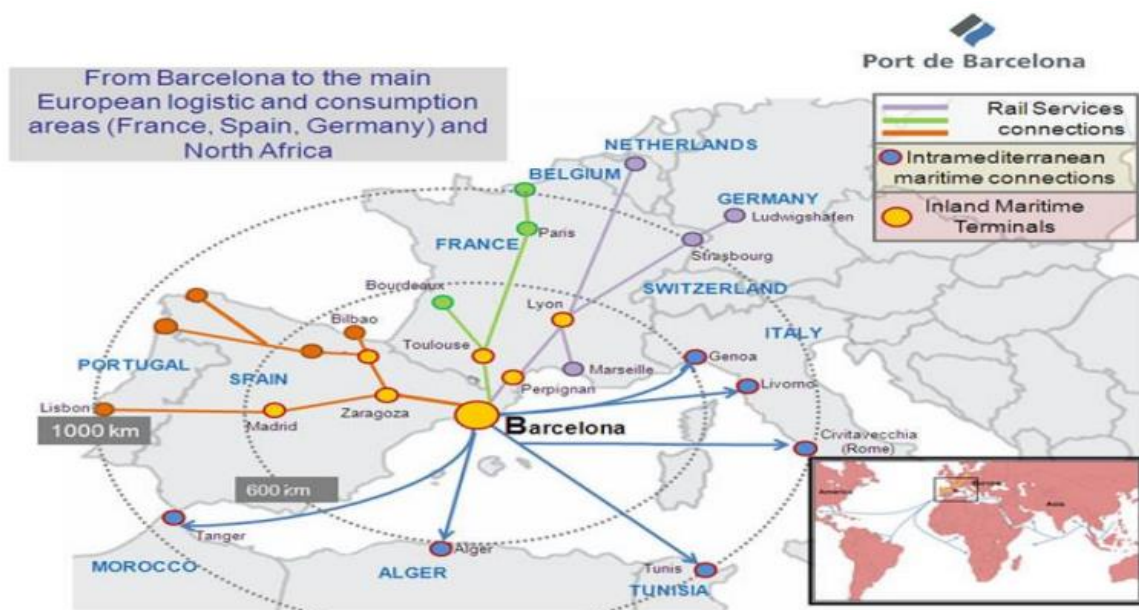 Port de Barcelona
From Barcelona to the main
European logistic and consumption
areas (France, Spain, Germany) and
North Africa
Rail Services
connections
Intramediterranean
maritime connections
Inland Maritime
Terminals
NETHERLANDS
BELGIUM
GERMANY
Ludwigshafen
FRANCE
Paris
Strasbourg
Bourdeaux
SWITZERLAND
Lyon
Bilbao
ITALY
Toulouse
Genoa
PORTUGAL
SPAIN
Marseille
Perpignan
Livorno
Lisbon
Zaragoza
Madrid
Barcelona
1000 km
Civitavecchia
(Rome)
600 km
Tanger
Alger
Tunis
MOROCCO
ALGER
TUNISIA
America
Europe
Asia